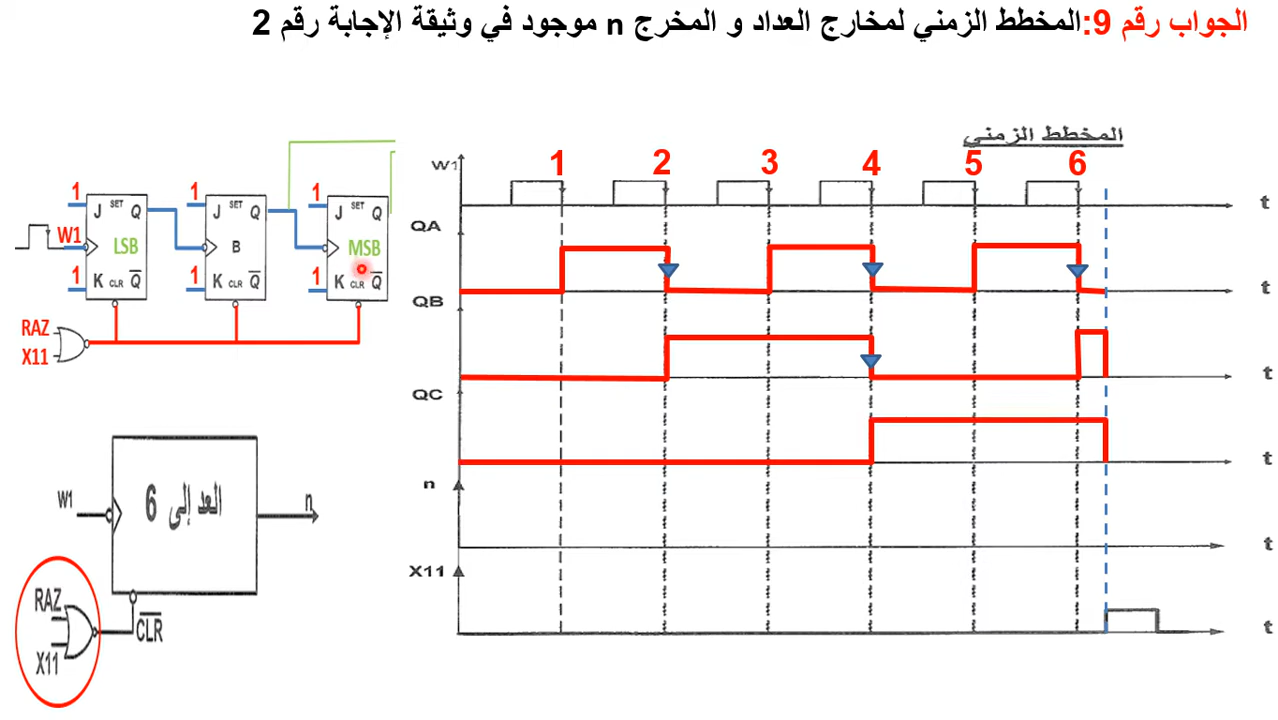 الجواب رقم 9:المخطط الزمني لمخارج العداد و المخرج n موجود في وثيقة الإجابة رقم 2
المخطط الزمني
1 1 1
J SET Q J SET Q J SET Q
W1 LSB B MSB
1 1 1
K CLR Q̅ K CLR Q̅ K CLR Q̅
RAZ
X11
W1 1 2 3 4 5 6
t
QA
t
QB
t
QC
t
n
t
X11
t
W1 العد إلى 6 n
RAZ
C̅L̅R̅
X11